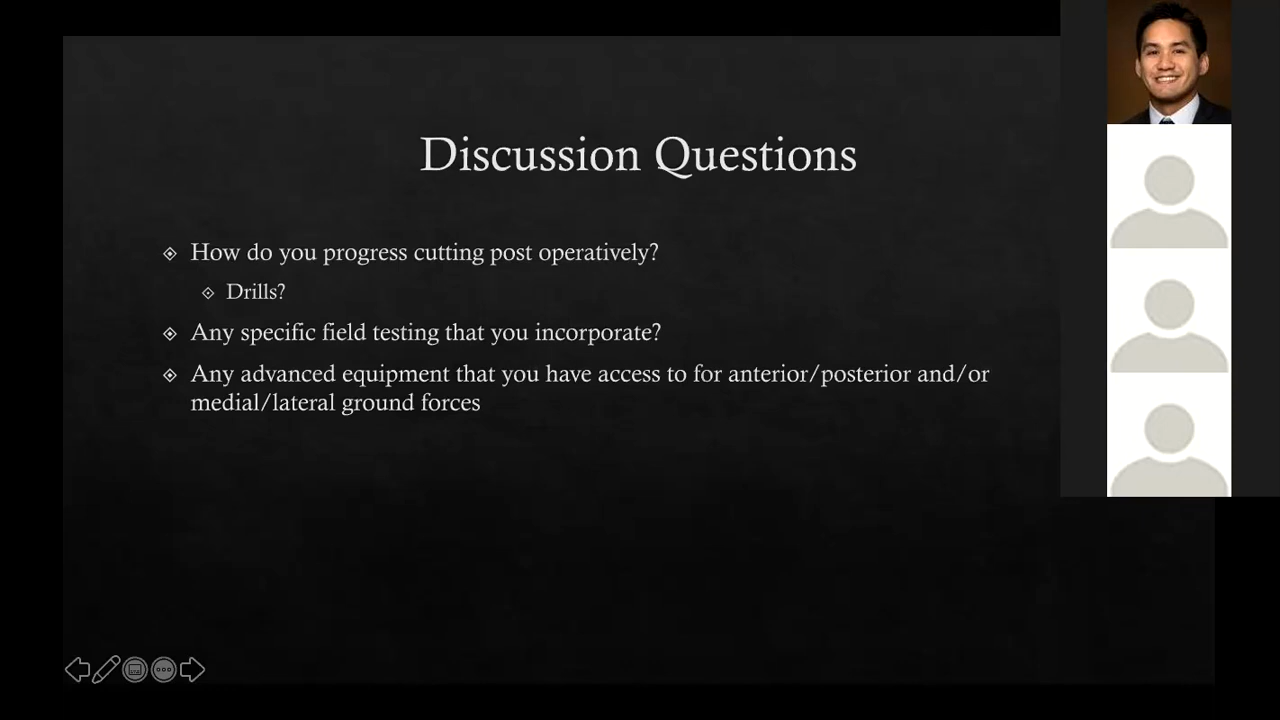 Discussion Questions
How do you progress cutting post operatively?
Drills?
Any specific field testing that you incorporate?
Any advanced equipment that you have access to for anterior/posterior and/or
medial/lateral ground forces